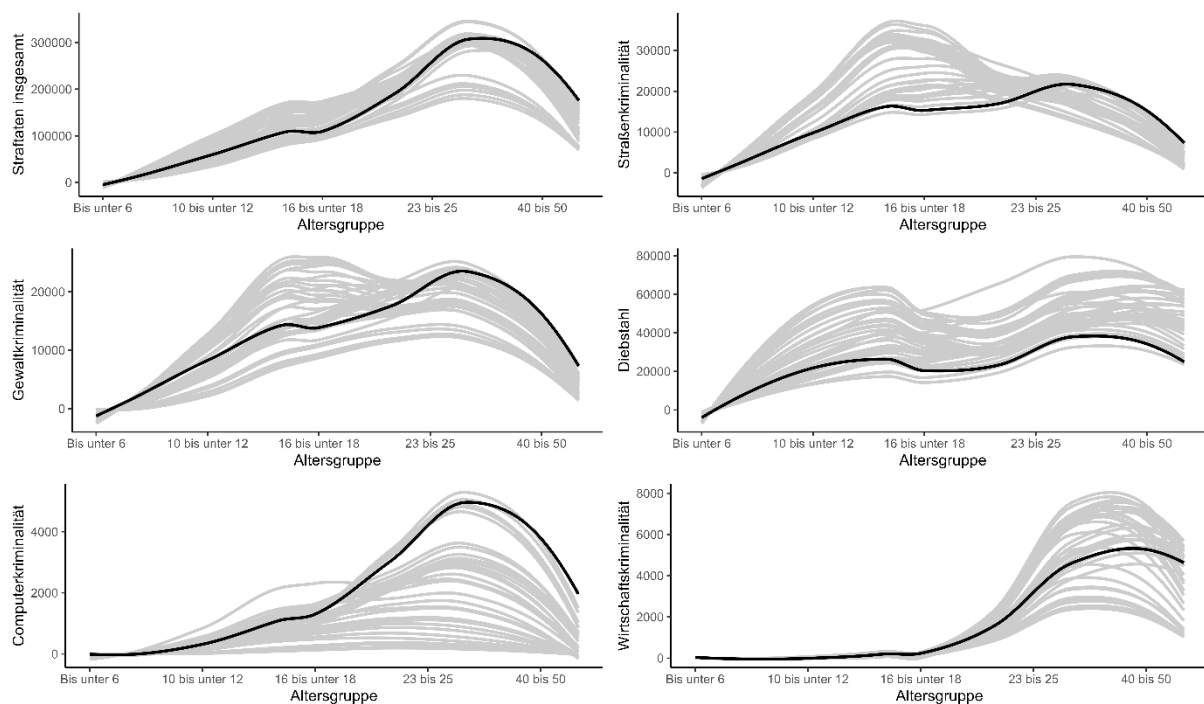 Straftaten insgesamt
300000
200000
100000
0
Bis unter 6 10 bis unter 12 16 bis unter 18 23 bis 25 40 bis 50
Altersgruppe
Straßenkriminalität
30000
20000
10000
0
Bis unter 6 10 bis unter 12 16 bis unter 18 23 bis 25 40 bis 50
Altersgruppe
Gewaltkriminalität
20000
10000
0
Bis unter 6 10 bis unter 12 16 bis unter 18 23 bis 25 40 bis 50
Altersgruppe
Diebstahl
80000
60000
40000
20000
0
Bis unter 6 10 bis unter 12 16 bis unter 18 23 bis 25 40 bis 50
Altersgruppe
Computerkriminalität
4000
2000
0
Bis unter 6 10 bis unter 12 16 bis unter 18 23 bis 25 40 bis 50
Altersgruppe
Wirtschaftskriminalität
8000
6000
4000
2000
0
Bis unter 6 10 bis unter 12 16 bis unter 18 23 bis 25 40 bis 50
Altersgruppe